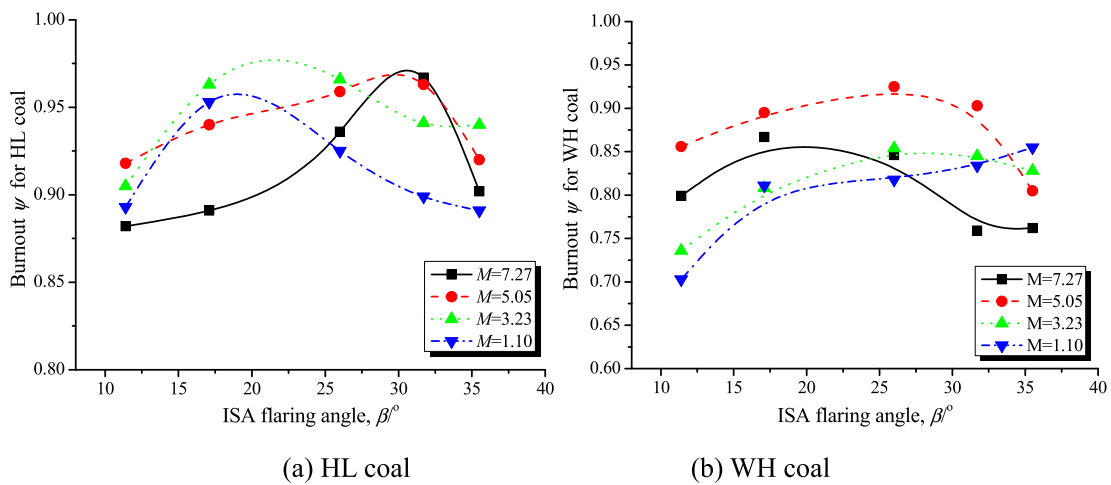 (a)
1.00
0.95
0.90
0.85
0.80
Burnout ψ for HL coal
M=7.27
M=5.05
M=3.23
M=1.10
10 15 20 25 30 35 40
ISA flaring angle, β/°
(a) HL coal
(b)
1.00
0.95
0.90
0.85
0.80
0.75
0.70
0.65
0.60
Burnout ψ for WH coal
M=7.27
M=5.05
M=3.23
M=1.10
10 15 20 25 30 35 40
ISA flaring angle, β/°
(b) WH coal